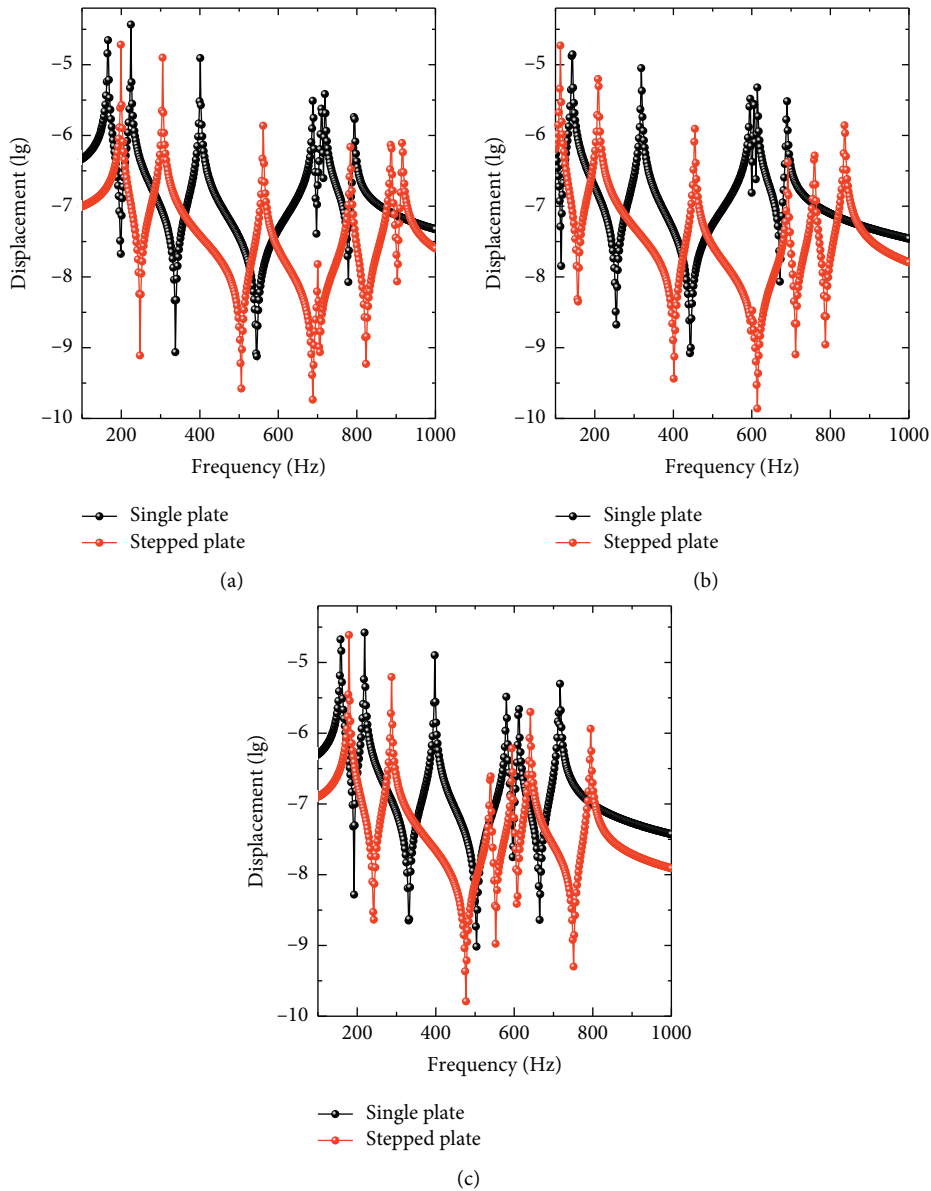 −5
−6
−7
−8
−9
−10
Displacement (lg)
200 400 600 800 1000
Frequency (Hz)
Single plate
Stepped plate
(a)
−5
−6
−7
−8
−9
−10
Displacement (lg)
200 400 600 800 1000
Frequency (Hz)
Single plate
Stepped plate
(b)
−5
−6
−7
−8
−9
−10
Displacement (lg)
200 400 600 800 1000
Frequency (Hz)
Single plate
Stepped plate
(c)